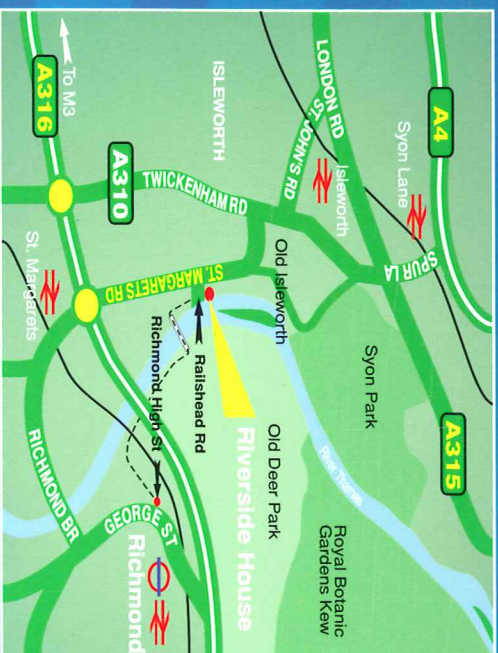 A4
Syon Lane
SPUR LA
A315
LONDON RD
Isleworth
ST. JOHN'S RD
Syon Park
Royal Botanic
Gardens Kew
River Thames
ISLEWORTH
Old Isleworth
Old Deer Park
TWICKENHAM RD
A310
ST. MARGARETS RD
Riverside House
Railshead Rd
Richmond High St
To M3
A316
St. Margarets
RICHMOND BR
GEORGE ST
Richmond